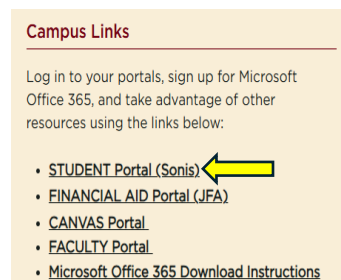 Campus Links
Log in to your portals, sign up for Microsoft
Office 365, and take advantage of other
resources using the links below:
• STUDENT Portal (Sonis)
• FINANCIAL AID Portal (JFA)
• CANVAS Portal
• FACULTY Portal
• Microsoft Office 365 Download Instructions